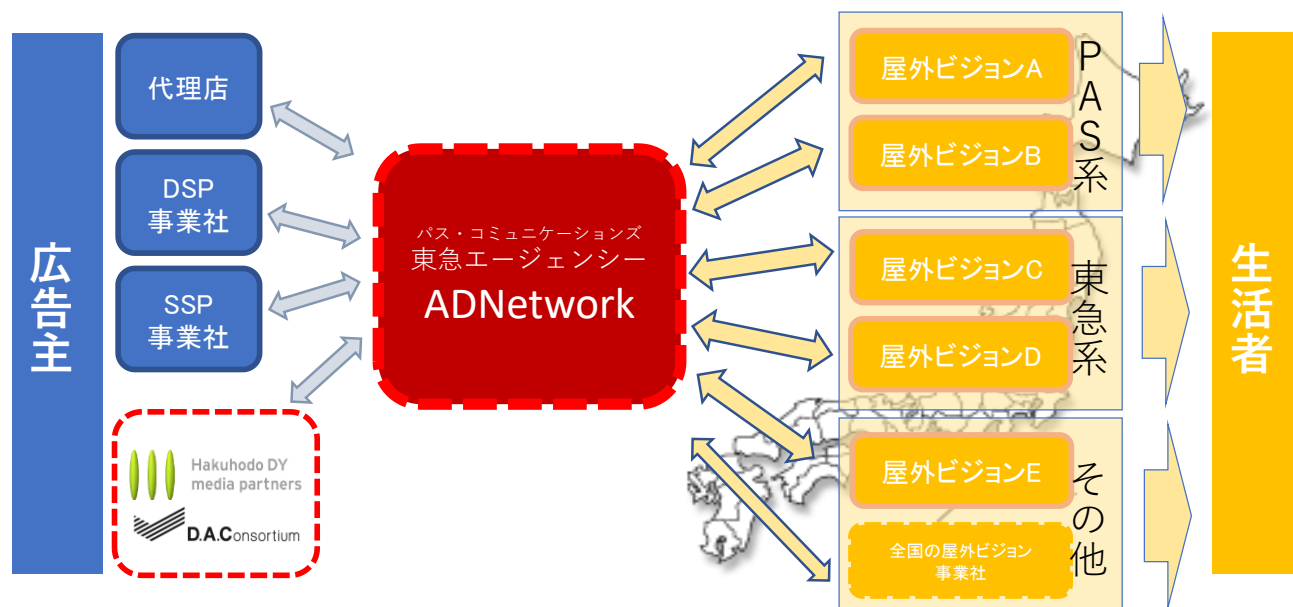 広告主
代理店
DSP
事業社
SSP
事業社
Hakuhodo DY
media partners
D.A.Consortium
パス・コミュニケーションズ
東急エージェンシー
ADNetwork
屋外ビジョンA
屋外ビジョンB
PAS系
屋外ビジョンC
屋外ビジョンD
東急系
屋外ビジョンE
全国の屋外ビジョン
事業社
その他
生活者